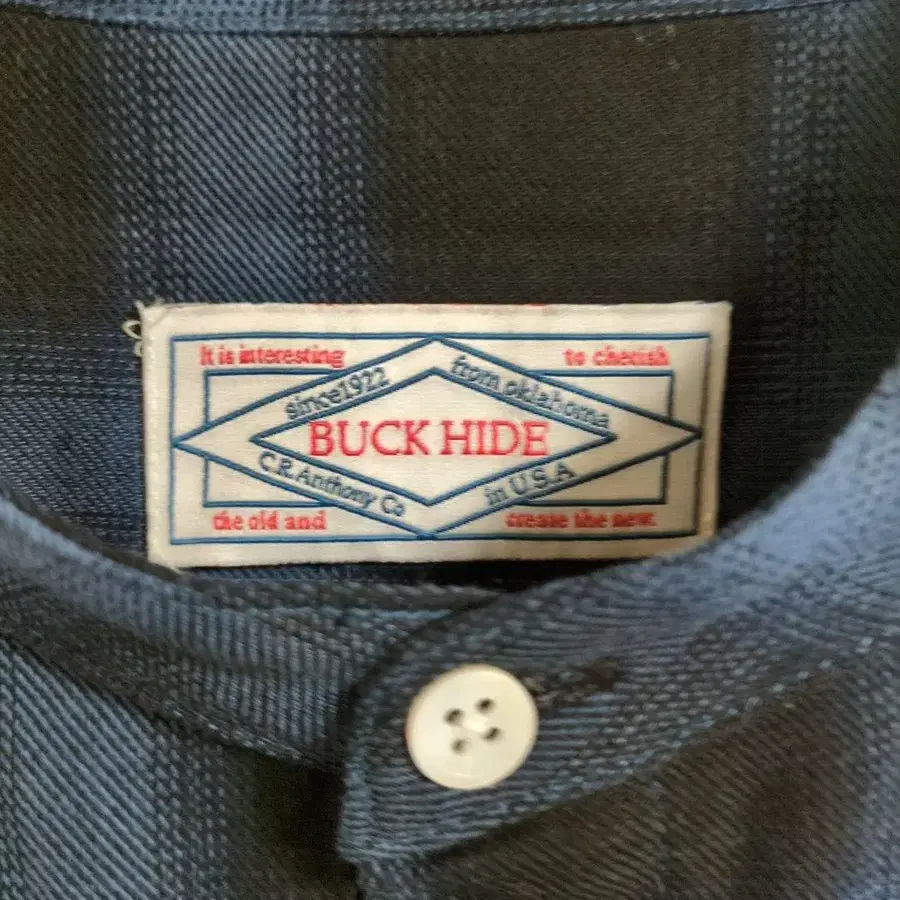 It is interesting
to cherish
since1922
from oklahoma
BUCK HIDE
C.R.Anthony Co
in U.S.A
the old and
create the new.